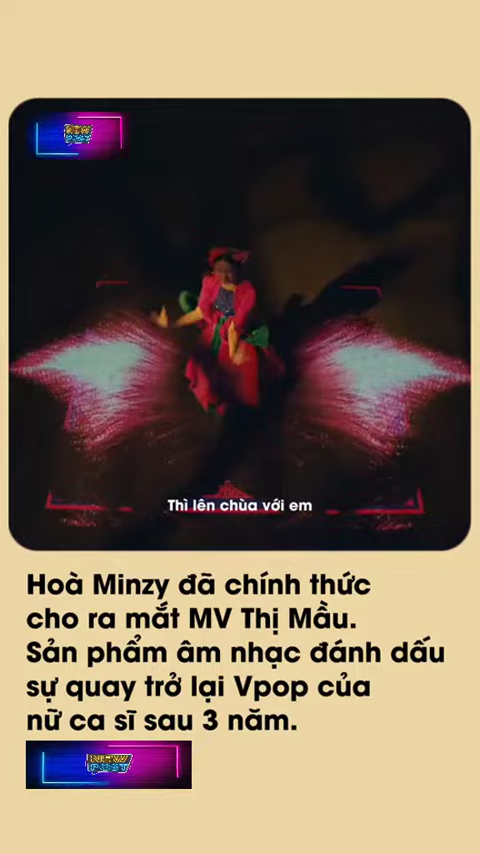 Thì lên chùa với em
Hoà Minzy đã chính thức
cho ra mắt MV Thị Mầu.
Sản phẩm âm nhạc đánh dấu
sự quay trở lại Vpop của
nữ ca sĩ sau 3 năm.